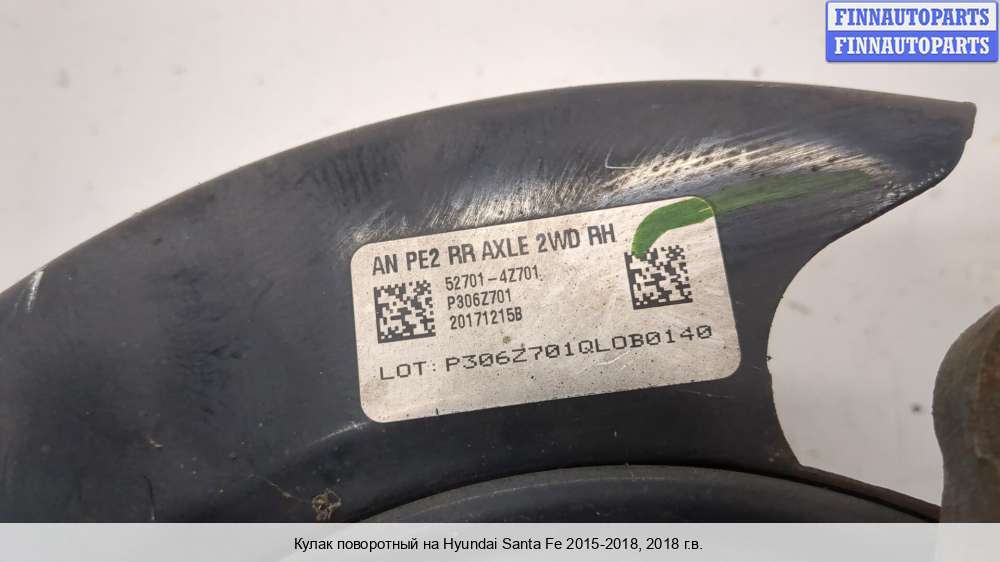 FINNAUTOPARTS
FINNAUTOPARTS
AN PE2 RR AXLE 2WD RH
52701-4Z701
P306Z701
20171215B
LOT: P306Z701QLOB0140
Кулак поворотный на Hyundai Santa Fe 2015-2018, 2018 г.в.